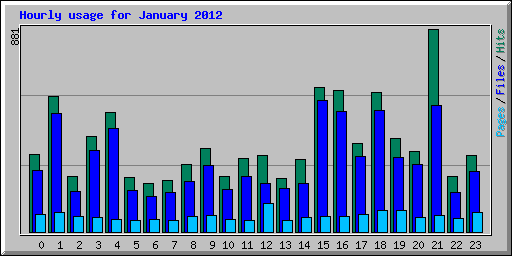 Hourly usage for January 2012
881
Pages/Files/Hits
0 1 2 3 4 5 6 7 8 9 10 11 12 13 14 15 16 17 18 19 20 21 22 23